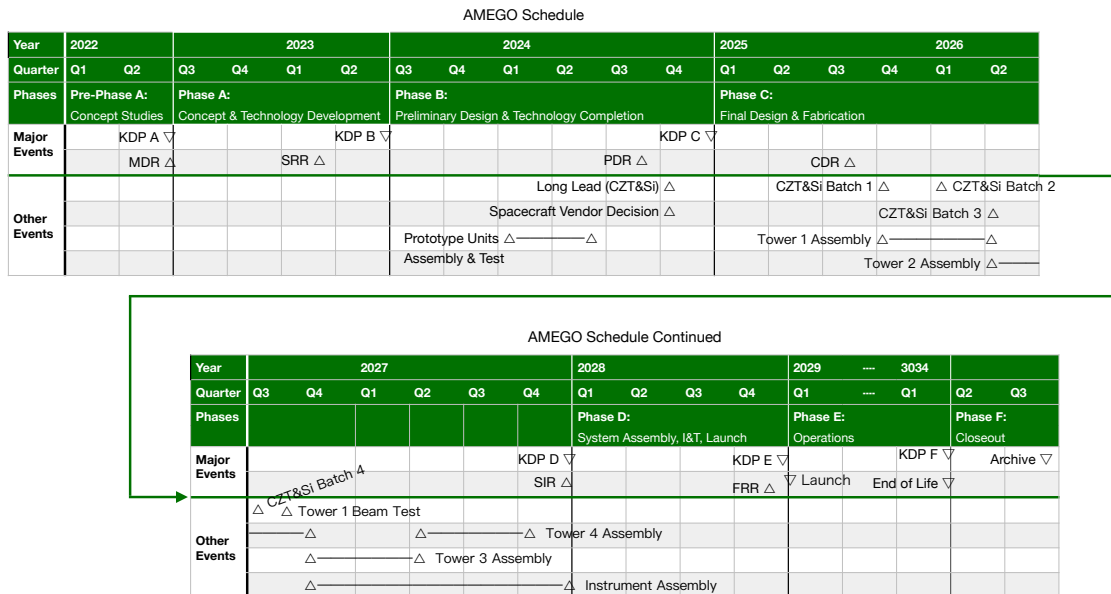 AMEGO Schedule
Year 2022 2023 2024 2025 2026
Quarter Q1 Q2 Q3 Q4 Q1 Q2 Q3 Q4 Q1 Q2 Q3 Q4 Q1 Q2 Q3 Q4 Q1 Q2
Phases Pre-Phase A: Phase A: Phase B: Phase C:
Concept Studies Concept & Technology Development Preliminary Design & Technology Completion Final Design & Fabrication
Major Events KDP A ▽ KDP B ▽ KDP C ▽
MDR △ SRR △ PDR △ CDR △
Long Lead (CZT&Si) △ CZT&Si Batch 1 △ △ CZT&Si Batch 2
Other Events Spacecraft Vendor Decision △ CZT&Si Batch 3 △
Prototype Units △ △ Tower 1 Assembly △ △
Assembly & Test Tower 2 Assembly △
AMEGO Schedule Continued
Year 2027 2028 2029 ---- 3034
Quarter Q3 Q4 Q1 Q2 Q3 Q4 Q1 Q2 Q3 Q4 Q1 ---- Q1 Q2 Q3
Phases Phase D: Phase E: Phase F:
System Assembly, I&T, Launch Operations Closeout
Major Events KDP D ▽ KDP E ▽ KDP F ▽ Archive ▽
SIR △ FRR △ ▽ Launch End of Life ▽
CZT&Si Batch 4
△ △ Tower 1 Beam Test
Other Events △ △ △ Tower 4 Assembly
△ △ Tower 3 Assembly
△ △ Instrument Assembly